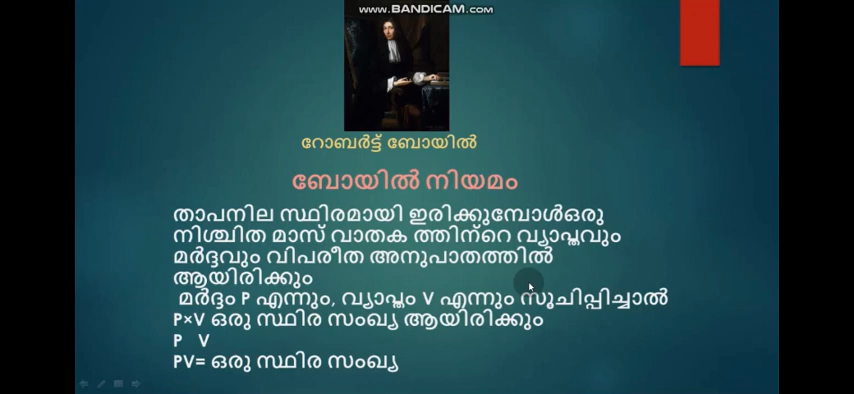 www.BANDICAM.com
റോബർട്ട് ബോയിൽ
ബോയിൽ നിയമം
താപനില സ്ഥിരമായി ഇരിക്കുമ്പോൾഒരു
നിശ്ചിത മാസ് വാതക ത്തിന്റെ വ്യാപ്തവും
മർദ്ദവും വിപരീത അനുപാതത്തിൽ
ആയിരിക്കും
മർദ്ദം P എന്നും, വ്യാപ്തം V എന്നും സൂചിപ്പിച്ചാൽ
P×V ഒരു സ്ഥിര സംഖ്യ ആയിരിക്കും
P V
PV= ഒരു സ്ഥിര സംഖ്യ